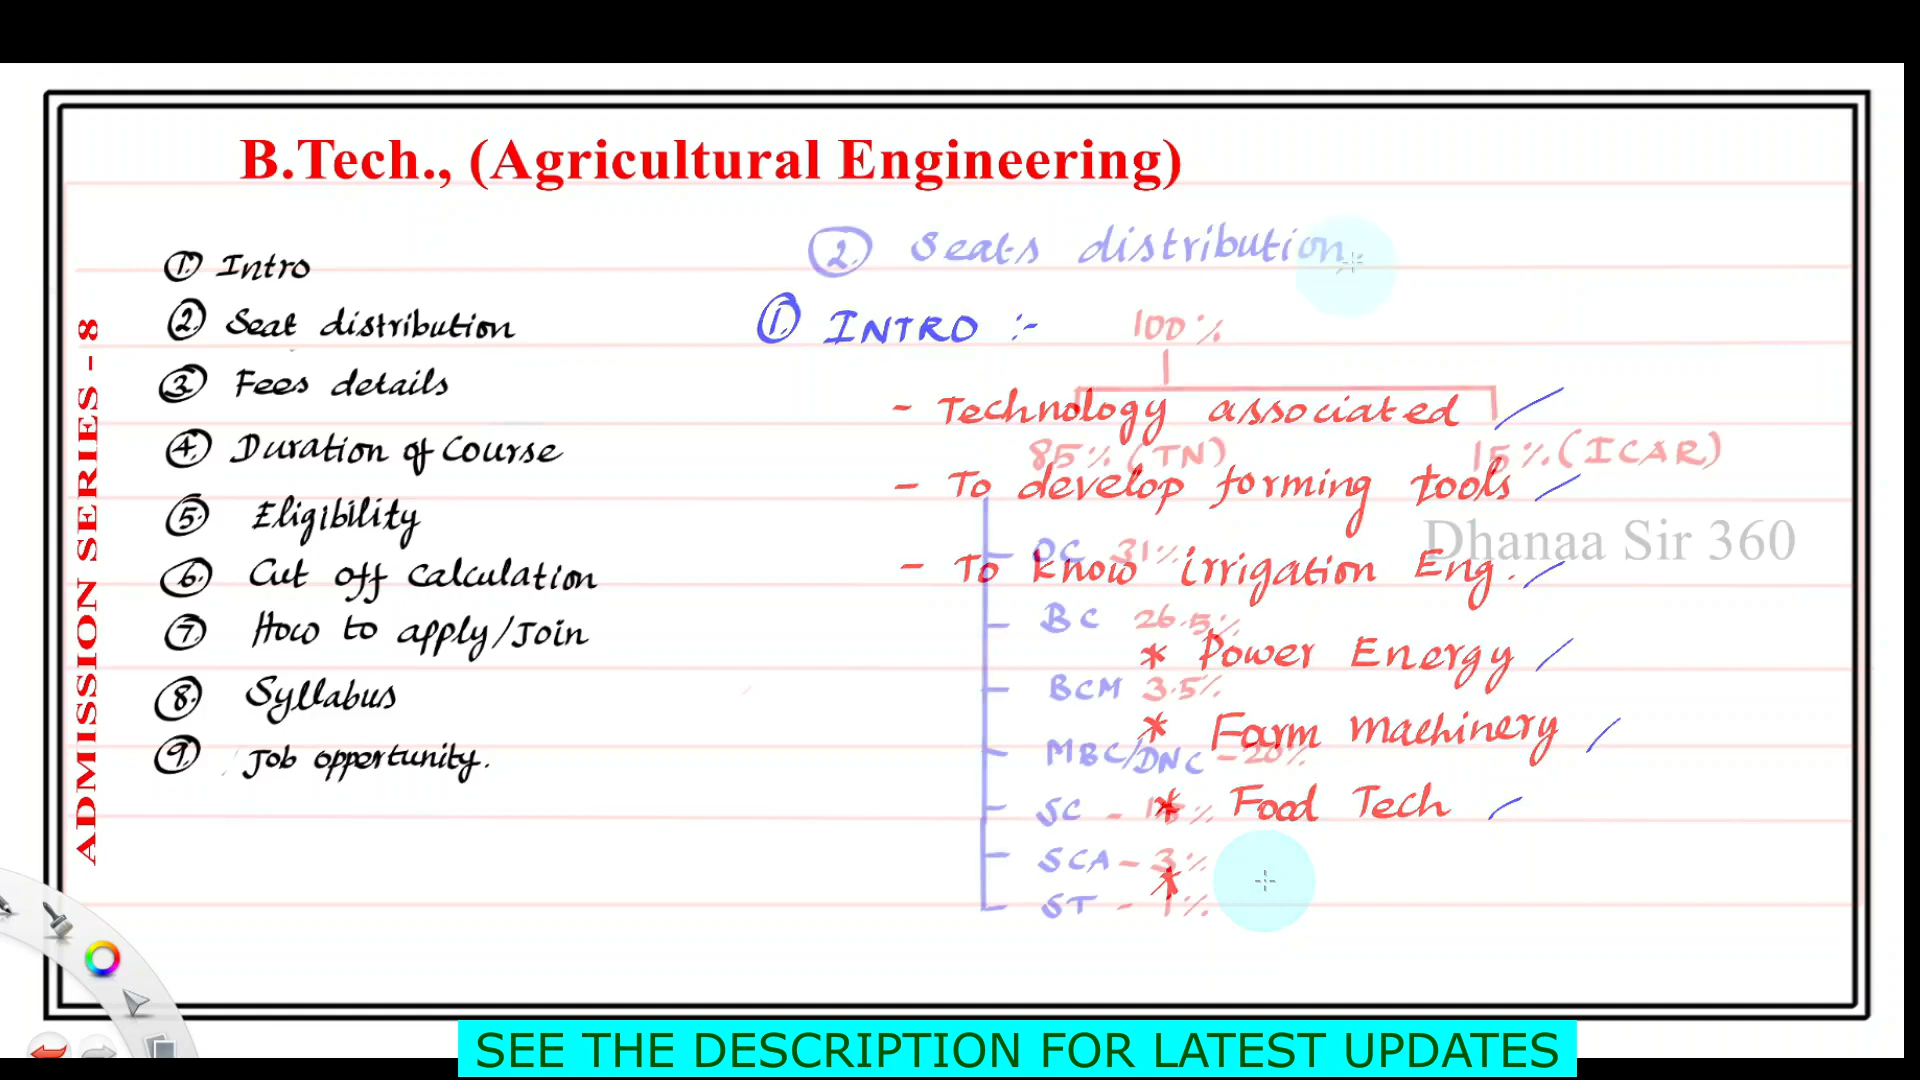 B.Tech., (Agricultural Engineering)
ADMISSION SERIES - 8
① Intro
② Seat distribution
③ Fees details
④ Duration of Course
⑤ Eligibility
⑥ Cut off calculation
⑦ How to apply/Join
⑧ Syllabus
⑨ Job opportunity.
② Seats distribution
① INTRO :-
100%
- Technology associated
85% (TN) 15% (ICAR)
- To develop forming tools
Dhanaa Sir 360
OC 31%
- To know irrigation Eng.
BC 26.5%
* Power Energy
BCM 3.5%
* Farm Machinery
MBC/DNC - 20%
* Food Tech
SC -
SCA - 3%
*
ST - 1%
SEE THE DESCRIPTION FOR LATEST UPDATES